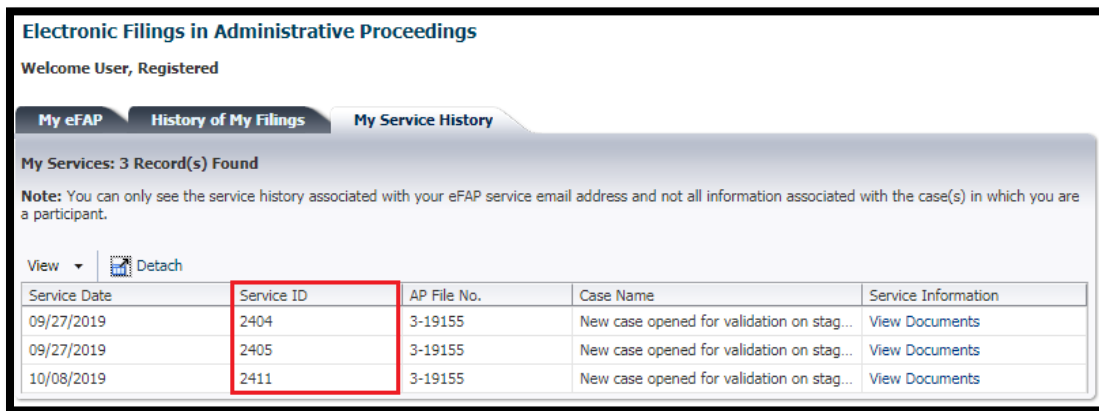 Electronic Filings in Administrative Proceedings
Welcome User, Registered
My eFAP History of My Filings My Service History
My Services: 3 Record(s) Found
Note: You can only see the service history associated with your eFAP service email address and not all information associated with the case(s) in which you are
a participant.
View Detach
Service Date Service ID AP File No. Case Name Service Information
09/27/2019 2404 3-19155 New case opened for validation on stag... View Documents
09/27/2019 2405 3-19155 New case opened for validation on stag... View Documents
10/08/2019 2411 3-19155 New case opened for validation on stag... View Documents